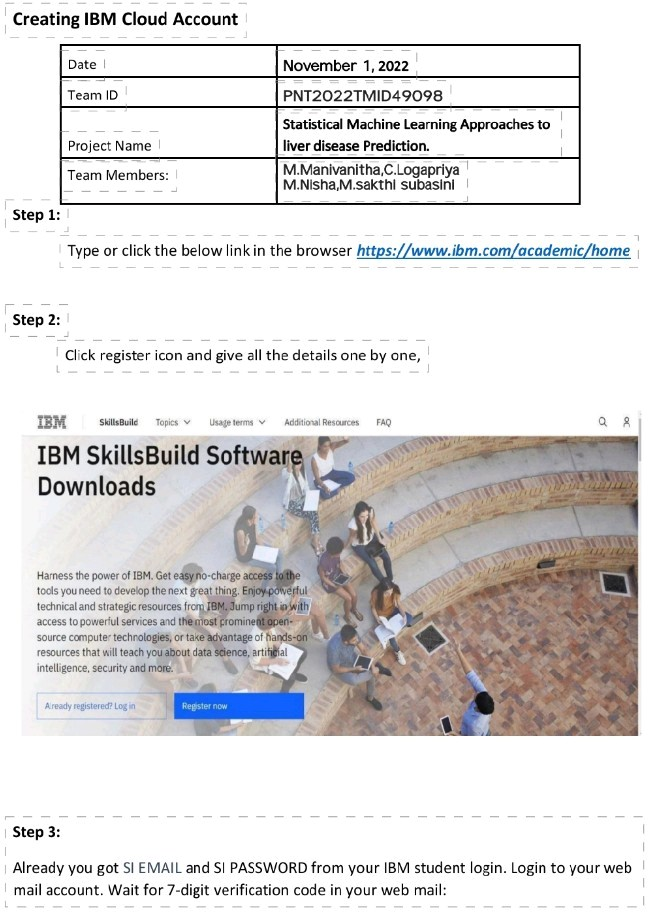 Creating IBM Cloud Account
Date
November 1, 2022
Team ID
PNT2022TMID49098
Project Name
Statistical Machine Learning Approaches to
liver disease Prediction.
Team Members:
M.Manivanitha,C.Logapriya
M.Nisha,M.sakthi subasini
Step 1:
Type or click the below link in the browser https://www.ibm.com/academic/home
Step 2:
Click register icon and give all the details one by one,
IBM SkillsBuild Topics Usage terms Additional Resources FAQ
IBM SkillsBuild Software
Downloads
Harness the power of IBM. Get easy no-charge access to the
tools you need to develop the next great thing. Enjoy powerful
technical and strategic resources from IBM. Jump right in with
access to powerful services and the most prominent open-
source computer technologies, or take advantage of hands-on
resources that will teach you about data science, artificial
intelligence, security and more.
Already registered? Log in
Register now
Step 3:
Already you got SI EMAIL and SI PASSWORD from your IBM student login. Login to your web
mail account. Wait for 7-digit verification code in your web mail: